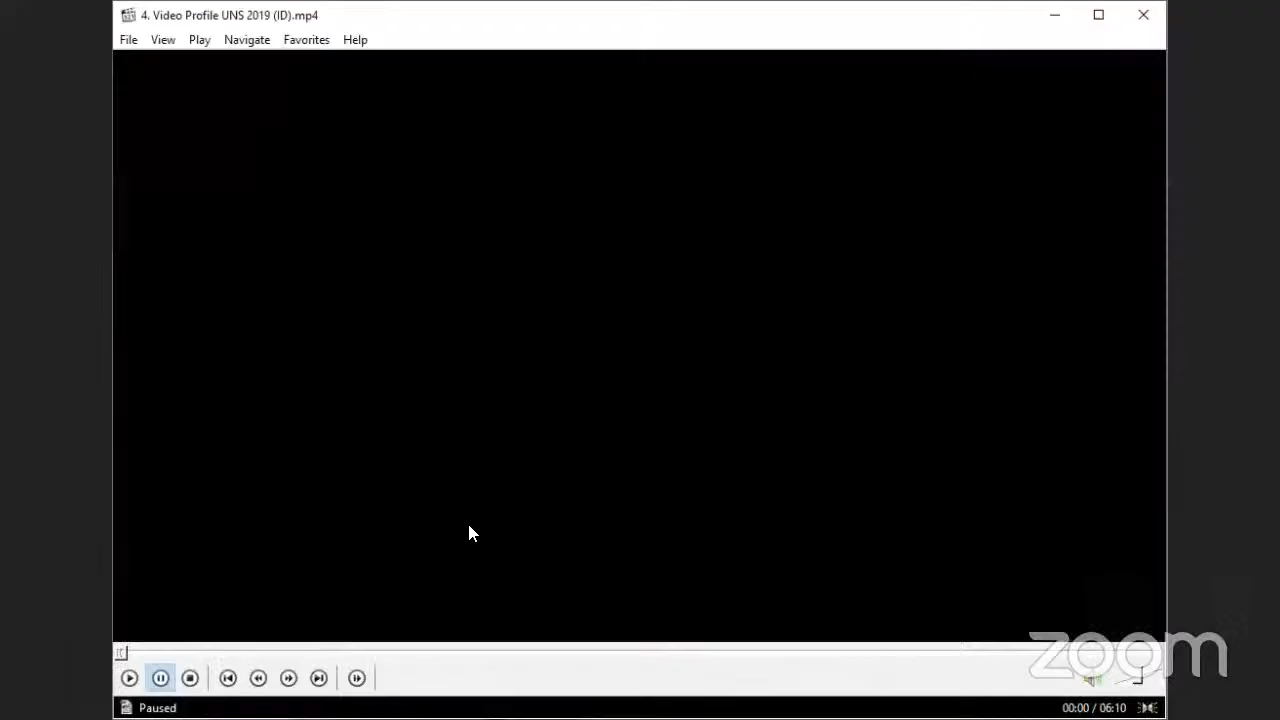 4. Video Profile UNS 2019 (ID).mp4
File View Play Navigate Favorites Help
zoom
Paused
00:00 / 06:10